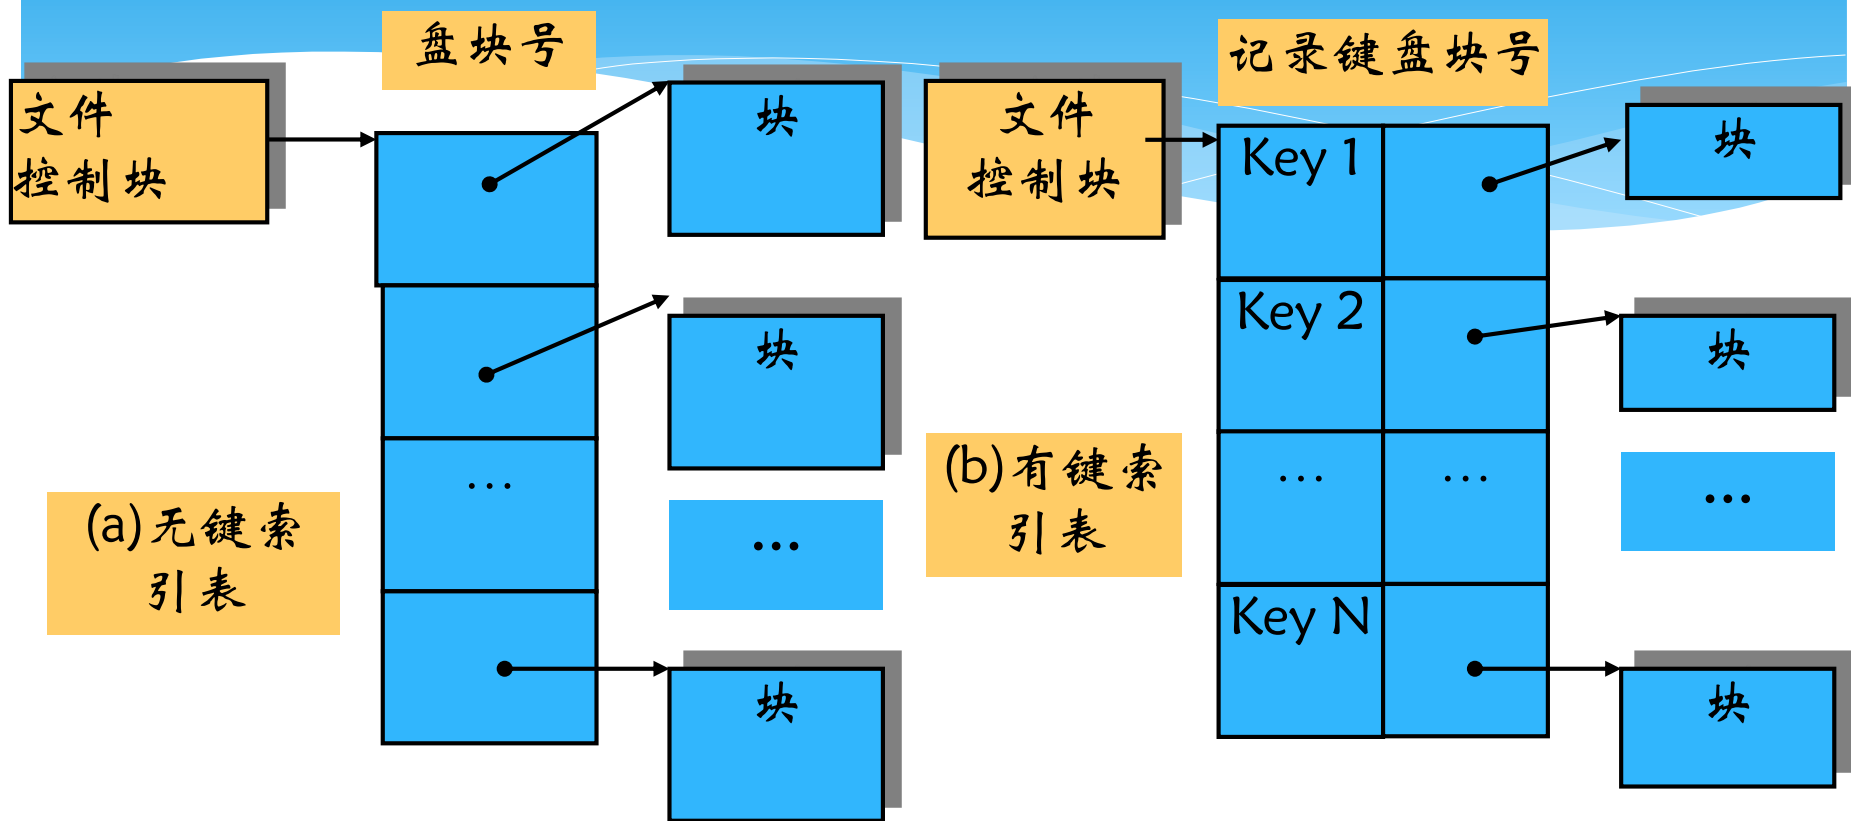 盘块号
文件
控制块
块
块
...
...
块
(a)无键索
引表
记录键盘块号
文件
控制块
Key 1
块
Key 2
块
...
...
...
Key N
块
(b)有键索
引表